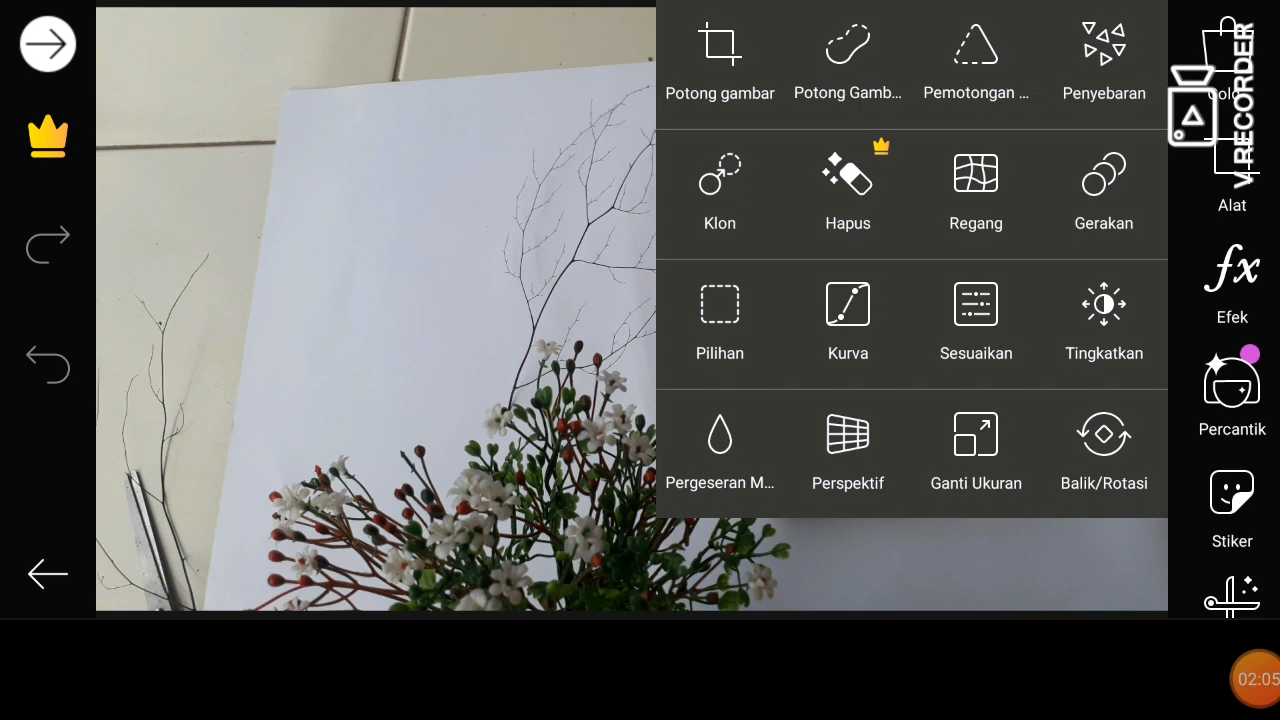 Potong gambar
Potong Gamb...
Pemotongan ...
Penyebaran
Gold
V.RECORDER
Klon
Hapus
Regang
Gerakan
Alat
Pilihan
Kurva
Sesuaikan
Tingkatkan
Efek
Percantik
Pergeseran M...
Perspektif
Ganti Ukuran
Balik/Rotasi
Stiker
02:05